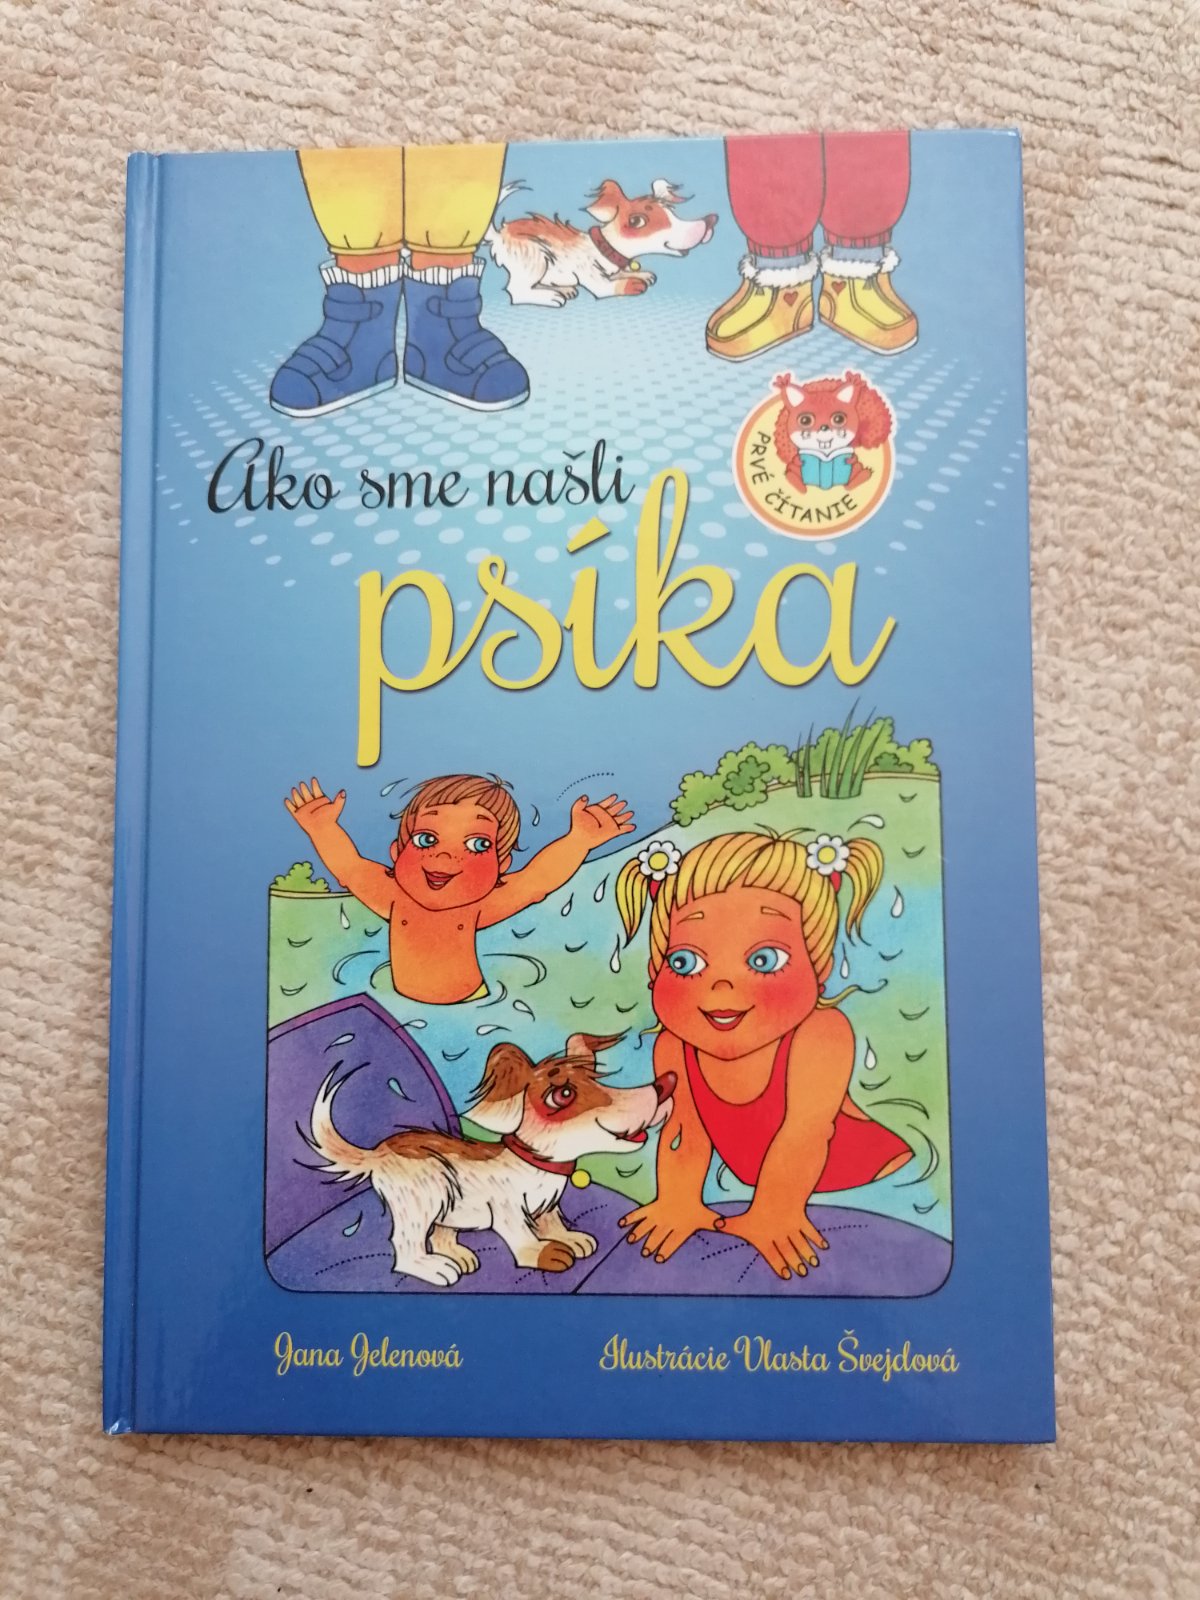 Ako sme našli
psíka
PRVÉ ČÍTANIE
Jana Jelenová
Ilustrácie Vlasta Švejdová